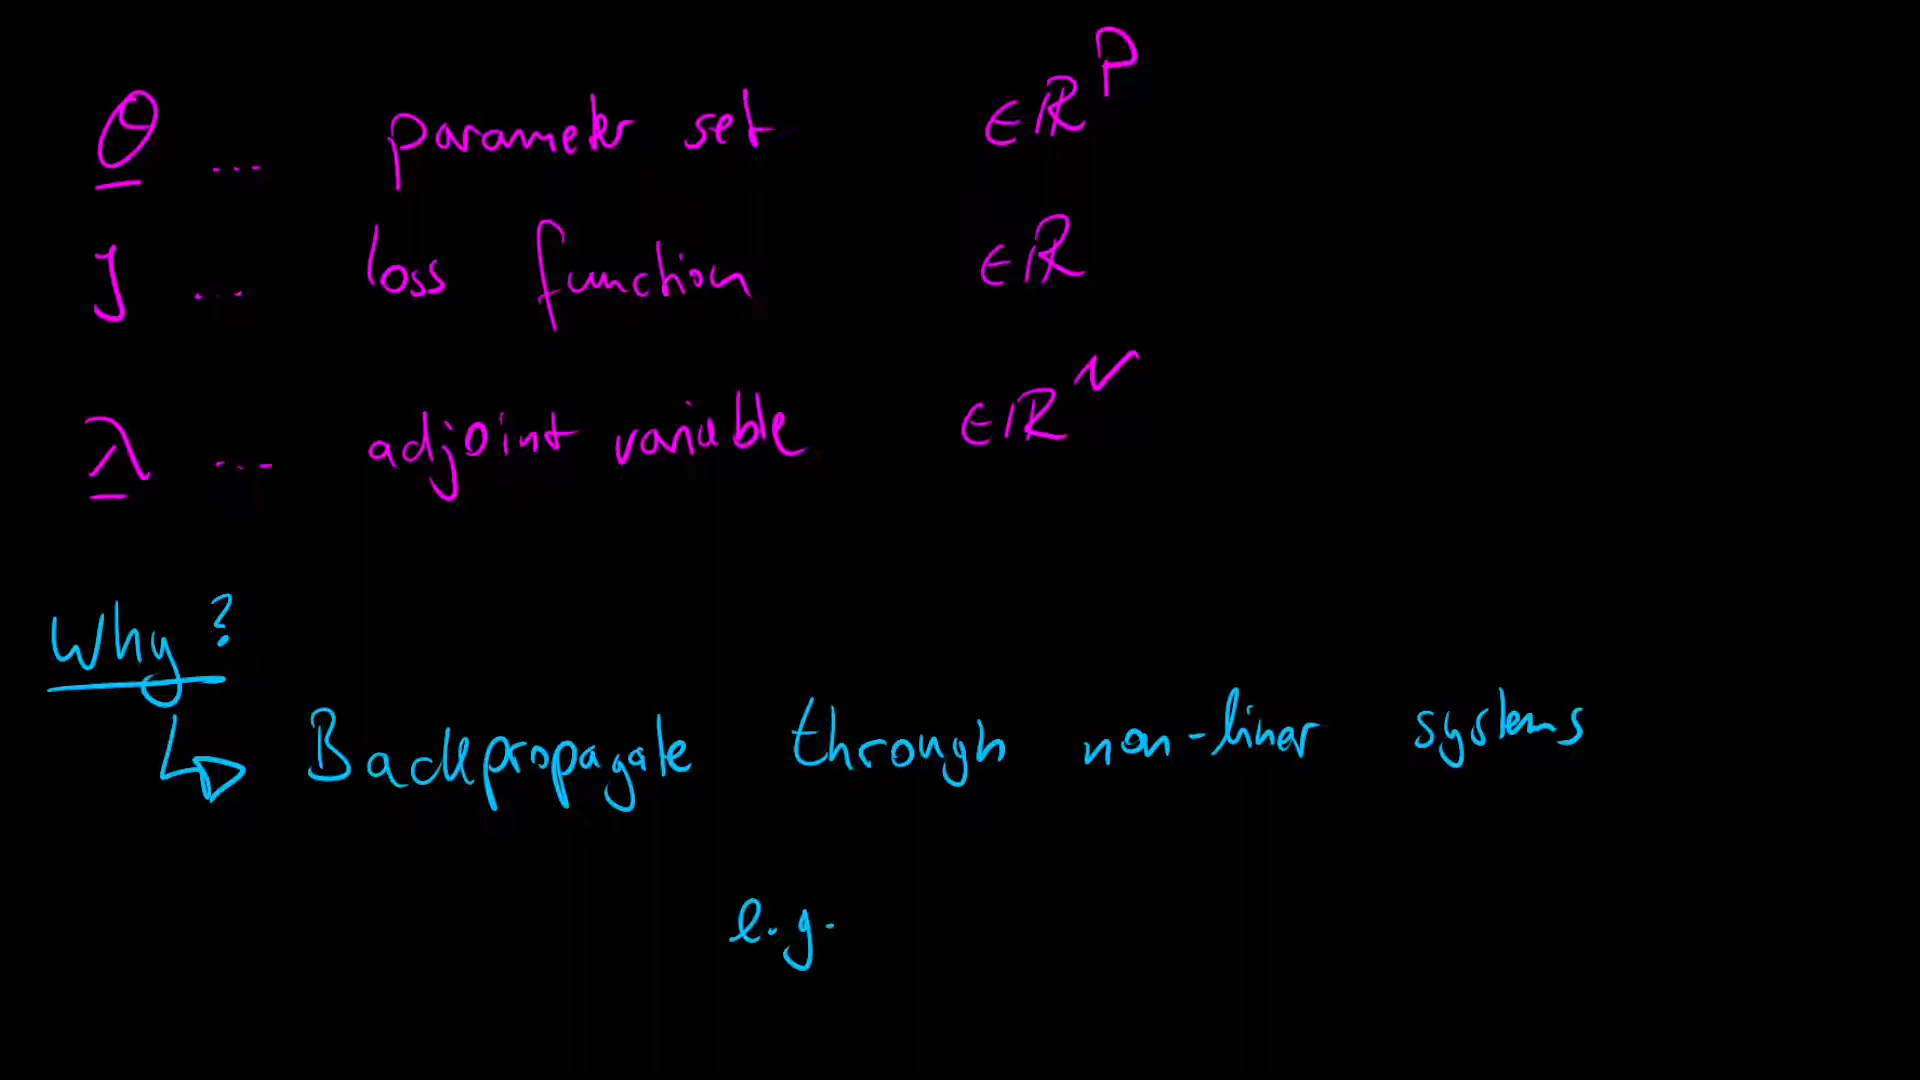 θ ... parameter set ∈ ℝ^P
J ... loss function ∈ ℝ
λ ... adjoint variable ∈ ℝ^N
Why?
↳ Backpropagate through non-linear systems
e.g.